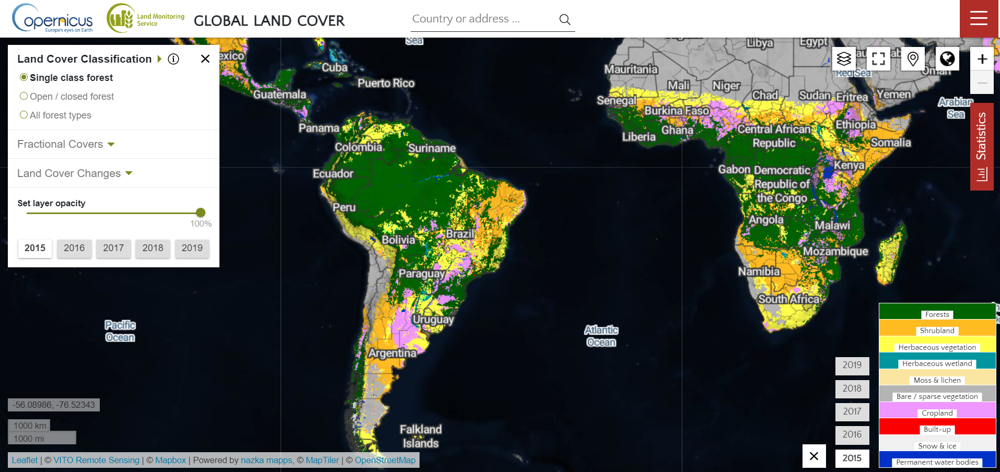 Copernicus
Europe's eyes on Earth
Land Monitoring
Service
GLOBAL LAND COVER
Country or address ...
Land Cover Classification
Single class forest
Open / closed forest
All forest types
Fractional Covers
Land Cover Changes
Set layer opacity
100%
2015 2016 2017 2018 2019
Sea
Libya
Egypt
exico
Cuba
Puerto Rico
Guatemala
Panama
Colombia
Suriname
Ecuador
Peru
Brazil
Bolivia
Paraguay
Uruguay
Argentina
Falkland
Islands
Pacific
Ocean
Atlantic
Ocean
Mauritania
Mali
Niger
Chad
Sudan
Eritrea
Yemen
Oman
Red Sea
Arabian
Sea
Senegal
Burkina Faso
Ghana
Liberia
Central African
Republic
Ethiopia
Somalia
Kenya
Gabon
Democratic
Republic of
the Congo
Angola
Malawi
Mozambique
Namibia
South Africa
+
−
Statistics
Forests
Shrubland
Herbaceous vegetation
Herbaceous wetland
Moss & lichen
Bare / sparse vegetation
Cropland
Built-up
Snow & ice
Permanent water bodies
2019
2018
2017
2016
2015
-56.08986, -76.52343
1000 km
1000 mi
Leaflet | © VITO Remote Sensing | © Mapbox | Powered by nazka mapps, © MapTiler | © OpenStreetMap